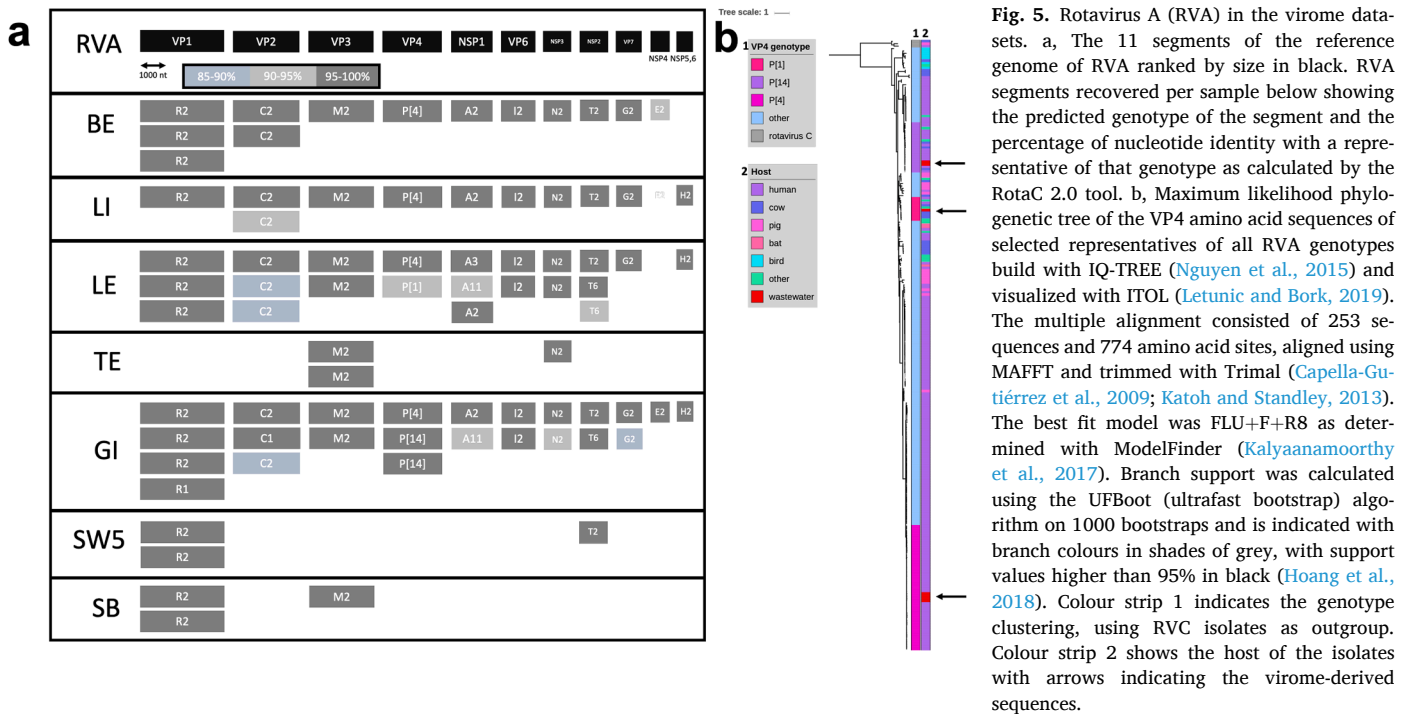 a
RVA VP1 VP2 VP3 VP4 NSP1 VP6 NSP3 NSP2 VP7
NSP4 NSP5,6
1000 nt
85-90% 90-95% 95-100%
BE
R2 C2 M2 P[4] A2 I2 N2 T2 G2 E2
R2 C2
R2
LI
R2 C2 M2 P[4] A2 I2 N2 T2 G2 H2
C2
LE
R2 C2 M2 P[4] A3 I2 N2 T2 G2 H2
R2 C2 M2 P[1] A11 I2 N2 T6
R2 C2 A2 T6
TE
M2 N2
M2
GI
R2 C2 M2 P[4] A2 I2 N2 T2 G2 E2 H2
R2 C1 M2 P[14] A11 I2 N2 T6 G2
R2 C2 P[14]
R1
SW5
R2 T2
R2
SB
R2 M2
R2
Tree scale: 1
b
1 VP4 genotype
P[1]
P[14]
P[4]
other
rotavirus C
2 Host
human
cow
pig
bat
bird
other
wastewater
1 2
Fig. 5. Rotavirus A (RVA) in the virome data-
sets. a, The 11 segments of the reference
genome of RVA ranked by size in black. RVA
segments recovered per sample below showing
the predicted genotype of the segment and the
percentage of nucleotide identity with a repre-
sentative of that genotype as calculated by the
RotaC 2.0 tool. b, Maximum likelihood phylo-
genetic tree of the VP4 amino acid sequences of
selected representatives of all RVA genotypes
build with IQ-TREE (Nguyen et al., 2015) and
visualized with ITOL (Letunic and Bork, 2019).
The multiple alignment consisted of 253 se-
quences and 774 amino acid sites, aligned using
MAFFT and trimmed with Trimal (Capella-Gu-
tiérrez et al., 2009; Katoh and Standley, 2013).
The best fit model was FLU+F+R8 as deter-
mined with ModelFinder (Kalyaanamoorthy
et al., 2017). Branch support was calculated
using the UFBoot (ultrafast bootstrap) algo-
rithm on 1000 bootstraps and is indicated with
branch colours in shades of grey, with support
values higher than 95% in black (Hoang et al.,
2018). Colour strip 1 indicates the genotype
clustering, using RVC isolates as outgroup.
Colour strip 2 shows the host of the isolates
with arrows indicating the virome-derived
sequences.